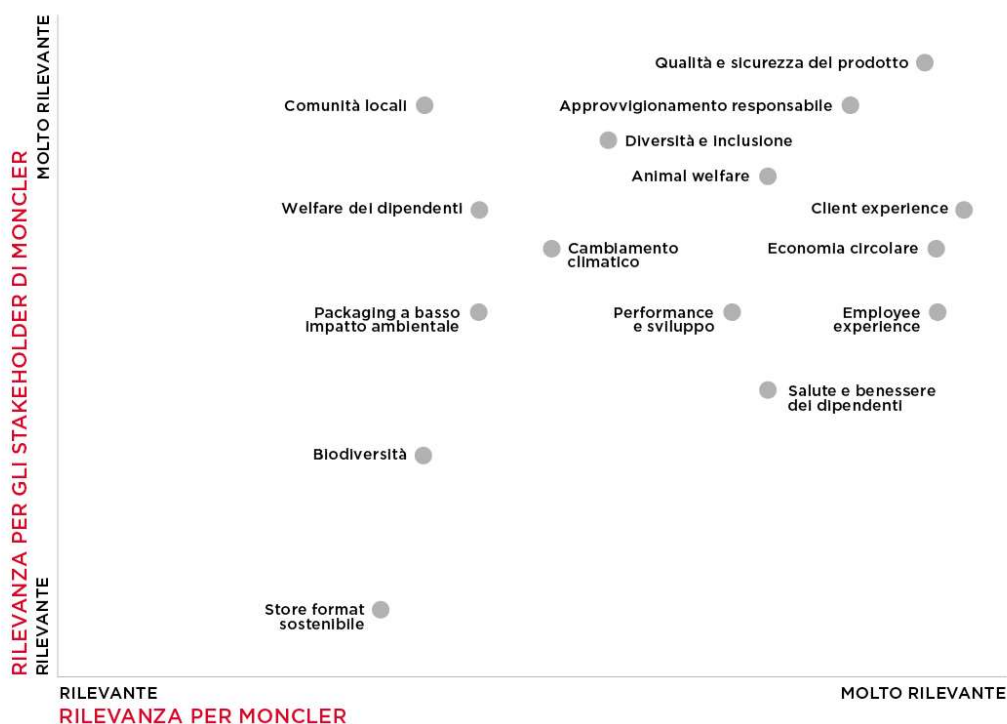 MOLTO RILEVANTE
RILEVANZA PER GLI STAKEHOLDER DI MONCLER
RILEVANTE
Qualità e sicurezza del prodotto
Comunità locali
Approvvigionamento responsabile
Diversità e inclusione
Animal welfare
Welfare dei dipendenti
Client experience
Cambiamento
climatico
Economia circolare
Packaging a basso
impatto ambientale
Performance
e sviluppo
Employee
experience
Salute e benessere
dei dipendenti
Biodiversità
Store format
sostenibile
RILEVANTE
MOLTO RILEVANTE
RILEVANZA PER MONCLER